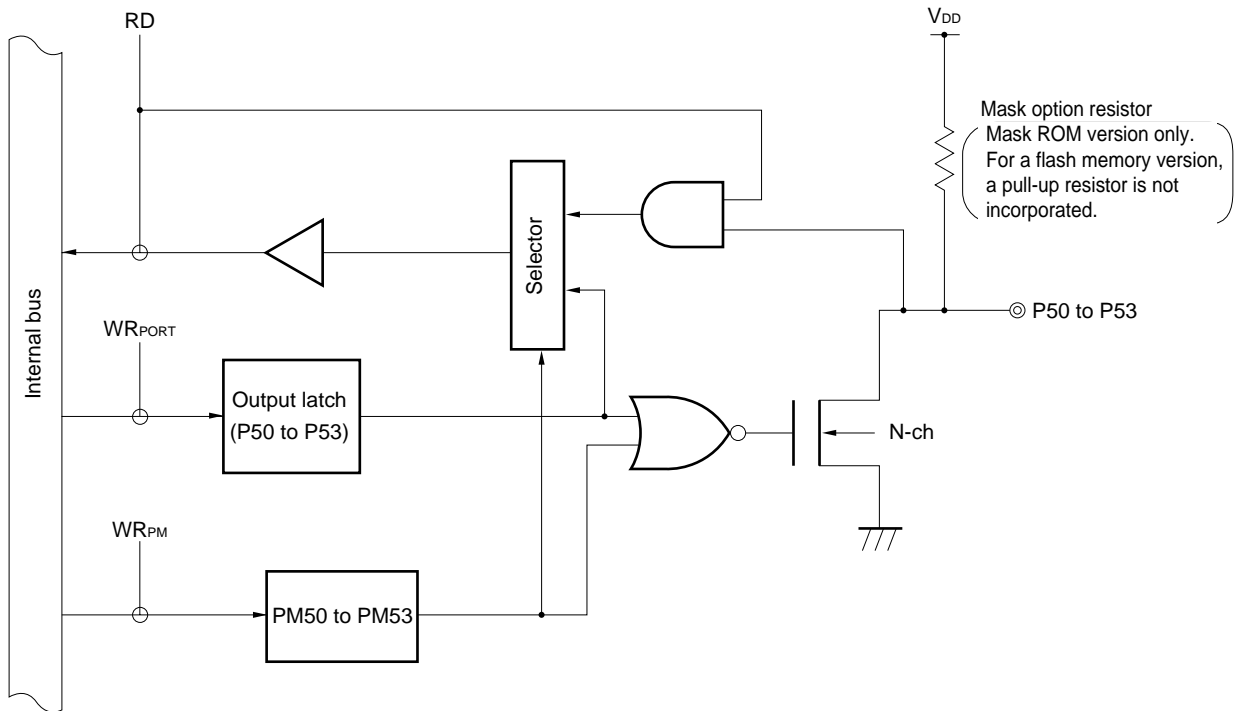 RD
VDD
Mask option resistor
Mask ROM version only.
For a flash memory version,
a pull-up resistor is not
incorporated.
Internal bus
Selector
P50 to P53
WRPORT
Output latch
(P50 to P53)
N-ch
WRPM
PM50 to PM53